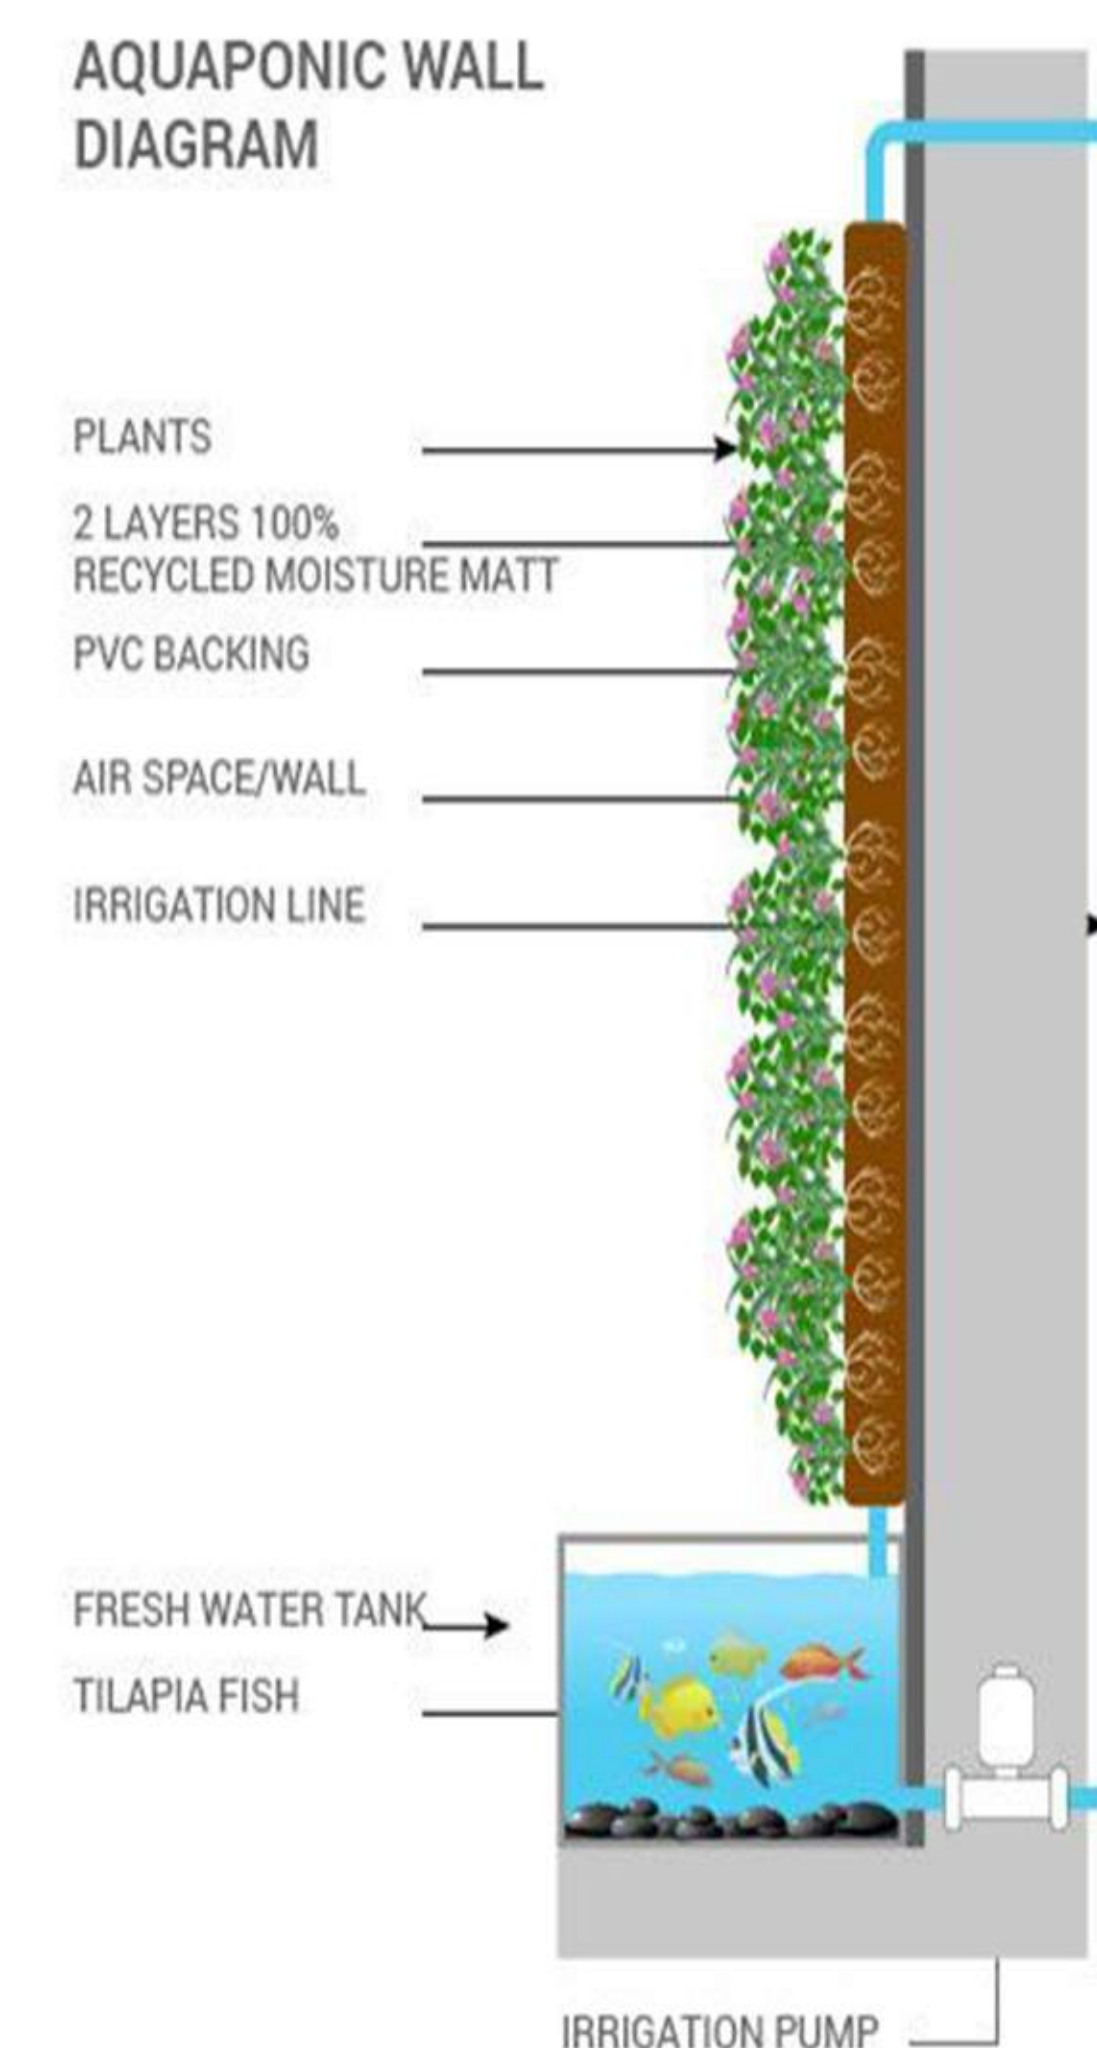 AQUAPONIC WALL
DIAGRAM
PLANTS
2 LAYERS 100%
RECYCLED MOISTURE MATT
PVC BACKING
AIR SPACE/WALL
IRRIGATION LINE
FRESH WATER TANK
TILAPIA FISH
IRRIGATION PUMP